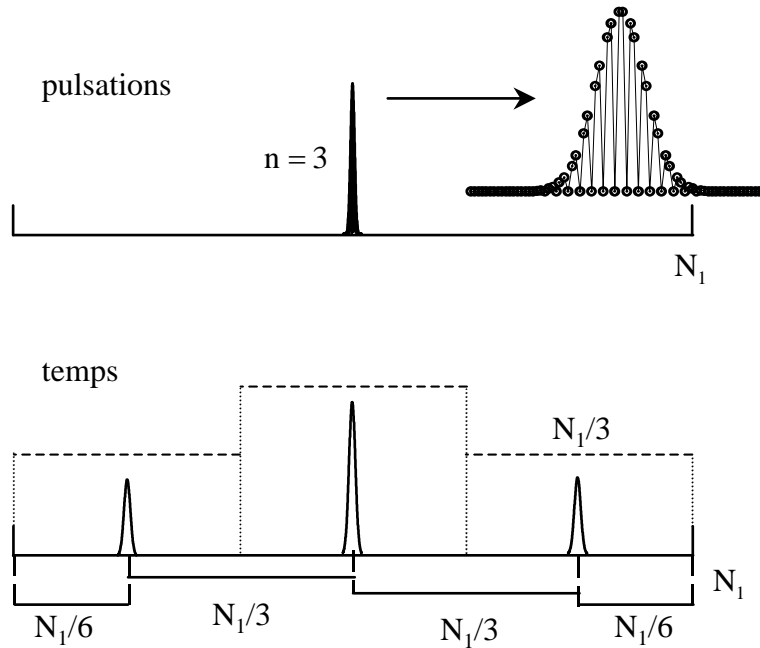 pulsations
n = 3
N₁
temps
N₁/3
N₁
N₁/6
N₁/3
N₁/3
N₁/6